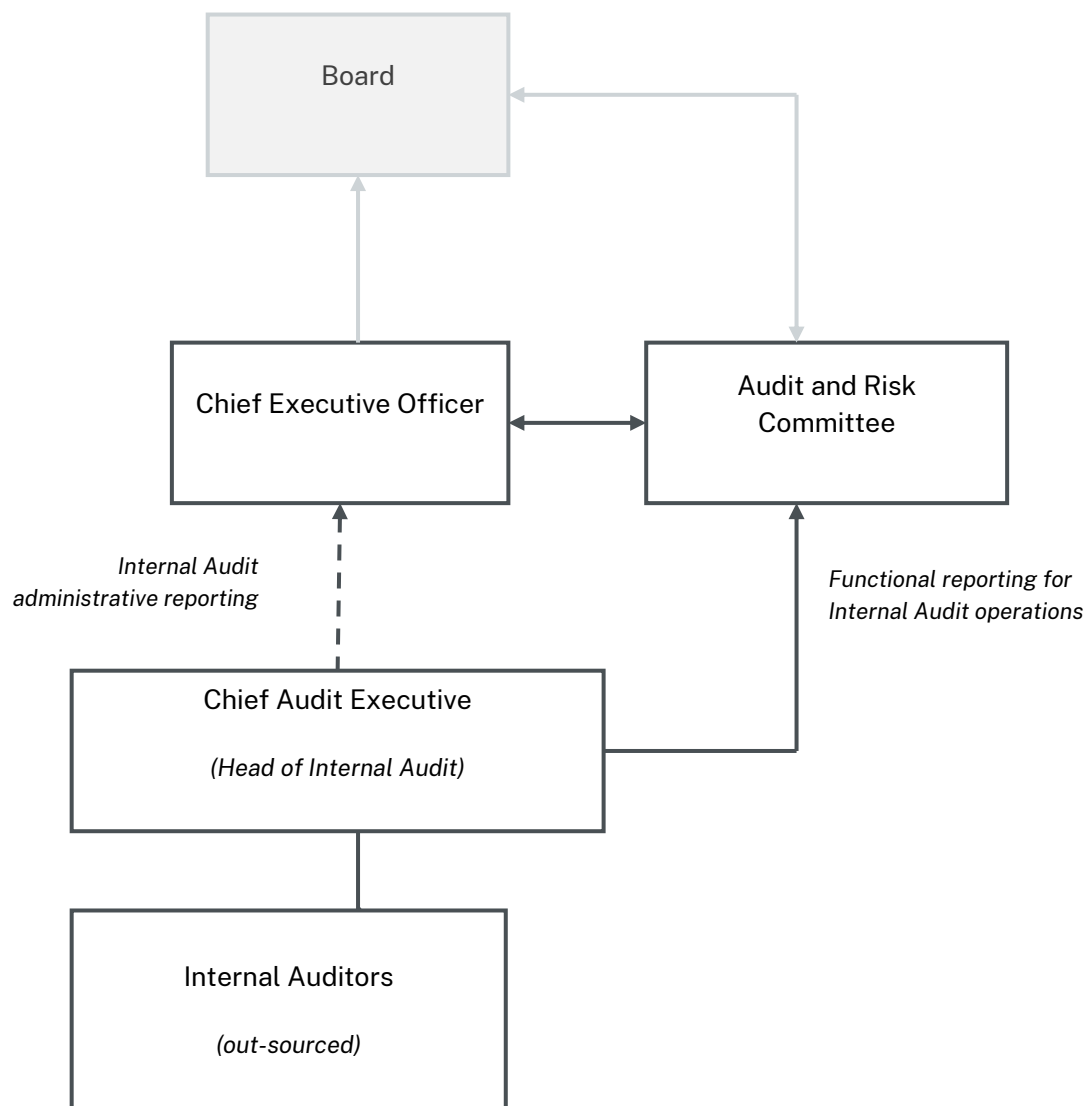 Board
Chief Executive Officer
Audit and Risk
Committee
Internal Audit
administrative reporting
Functional reporting for
Internal Audit operations
Chief Audit Executive
(Head of Internal Audit)
Internal Auditors
(out-sourced)